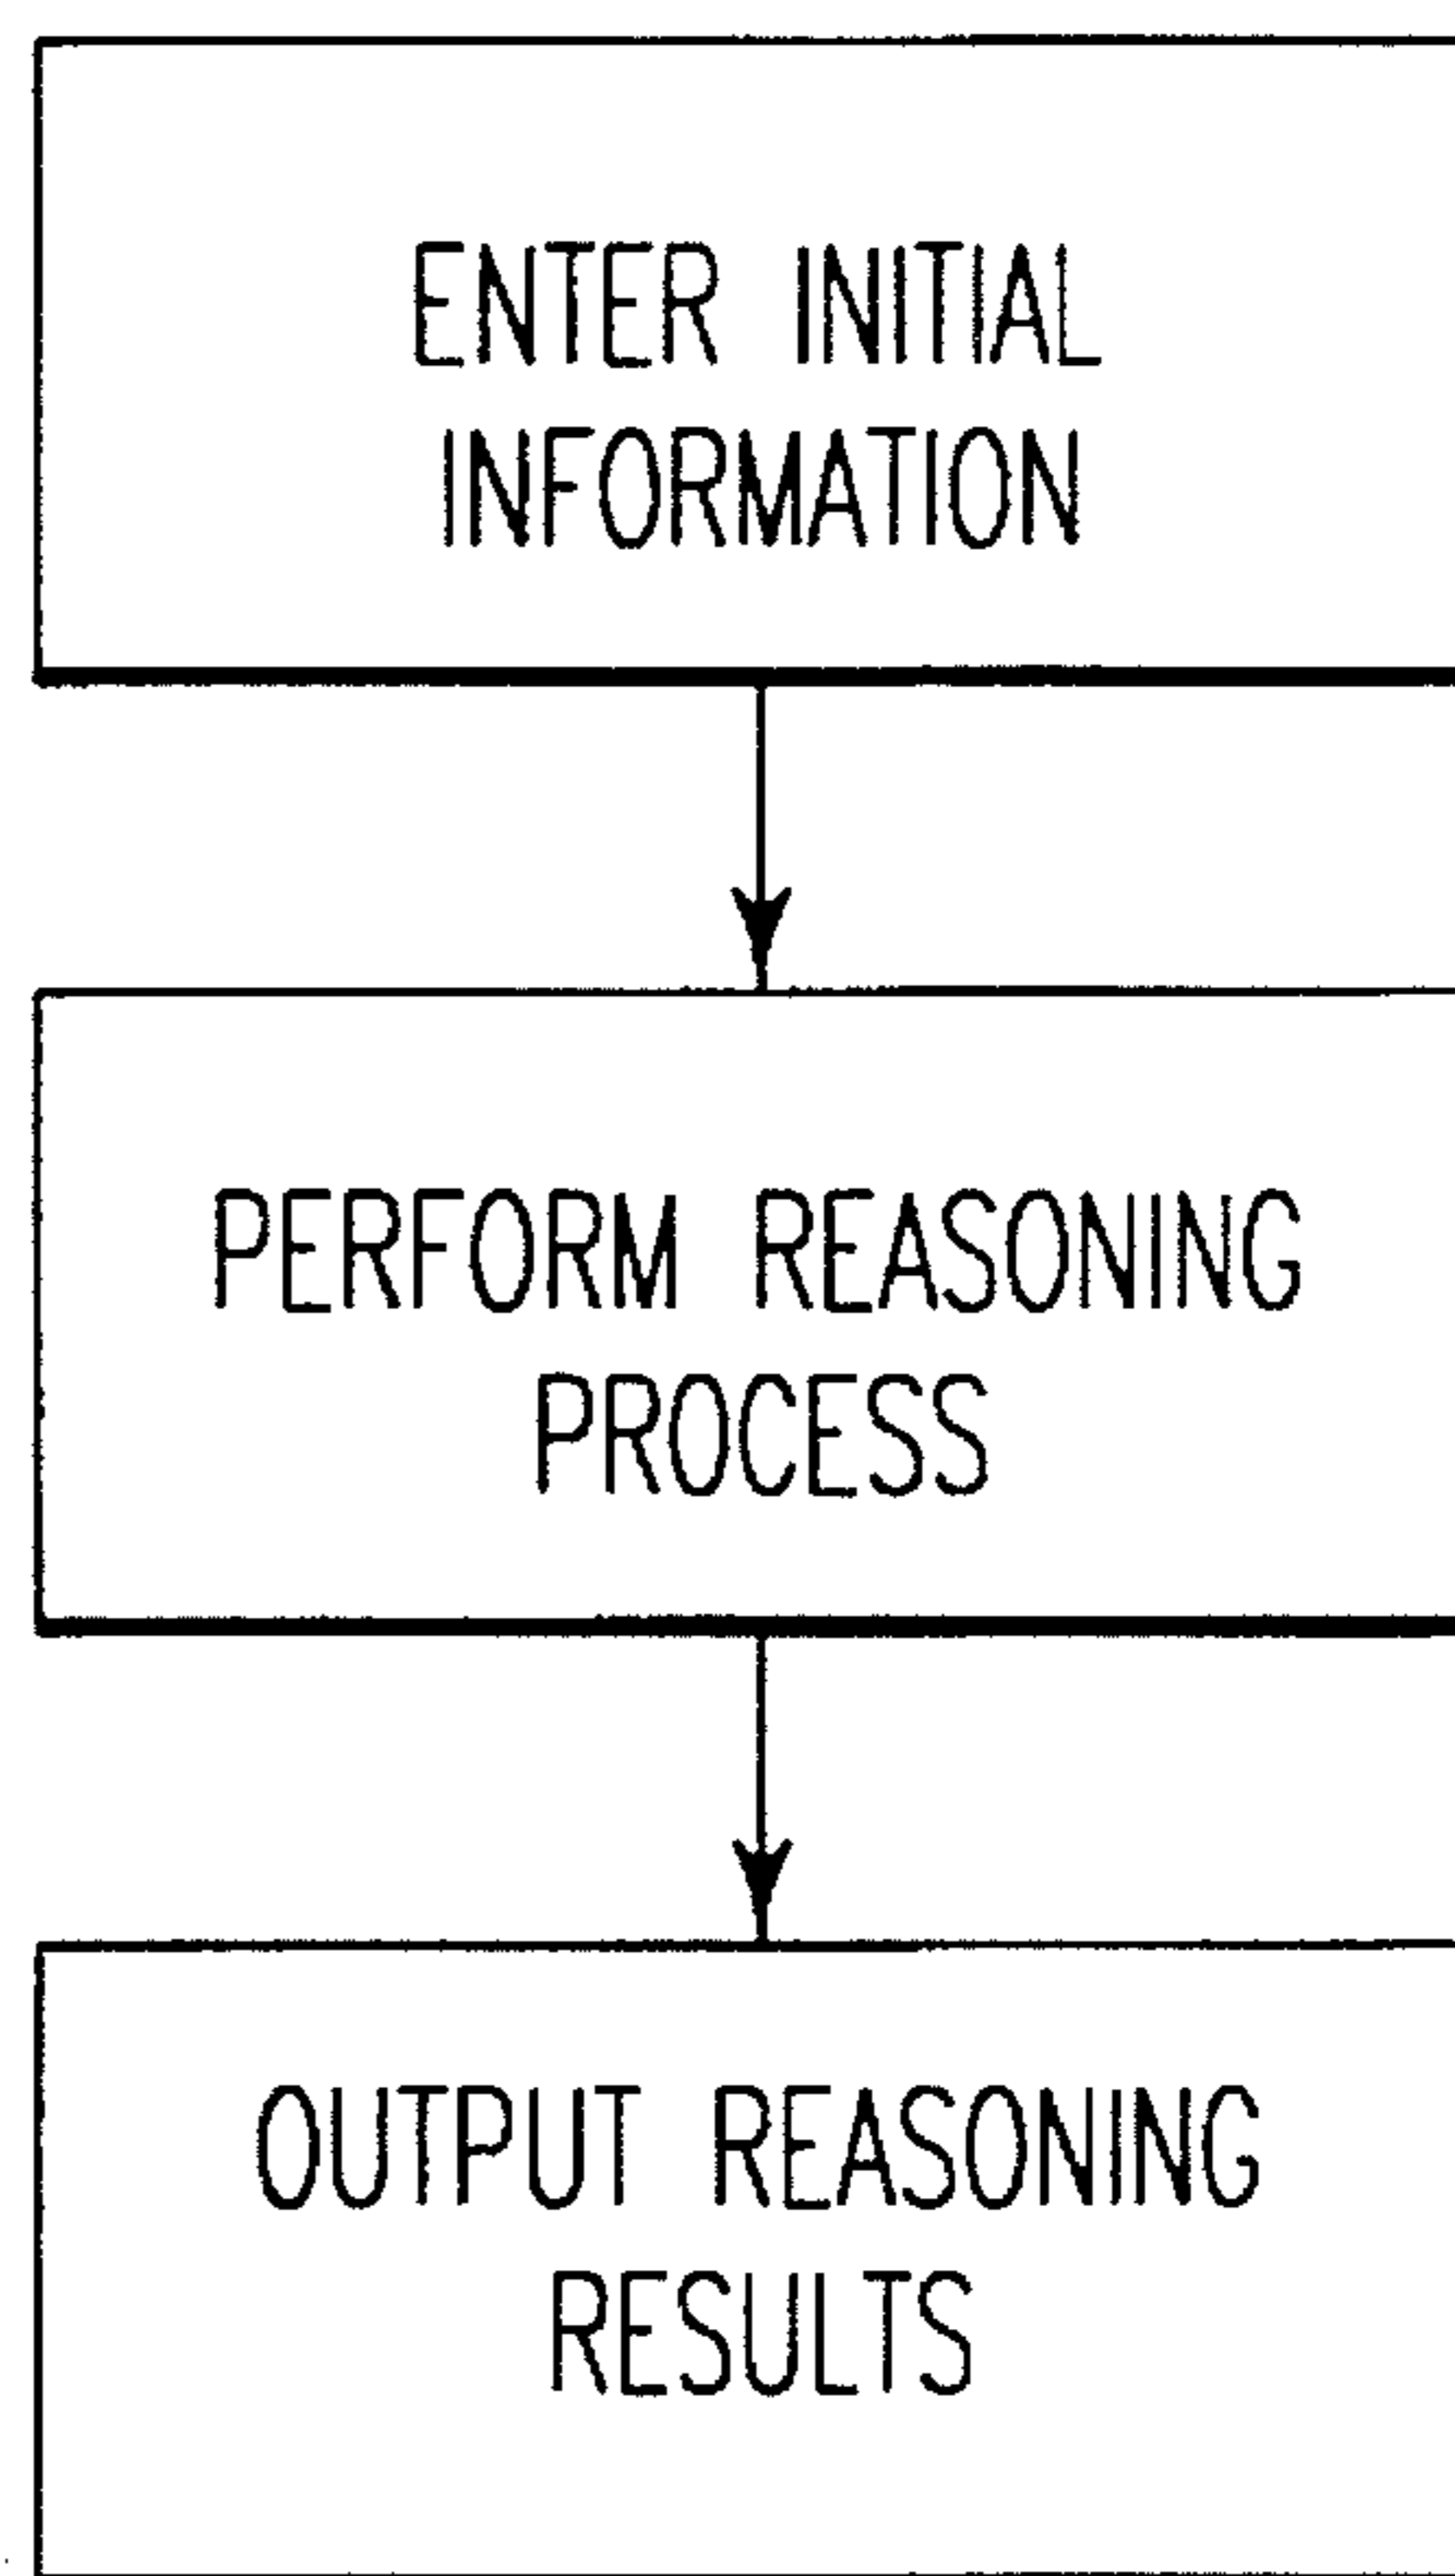 ENTER INITIAL
INFORMATION
PERFORM REASONING
PROCESS
OUTPUT REASONING
RESULTS